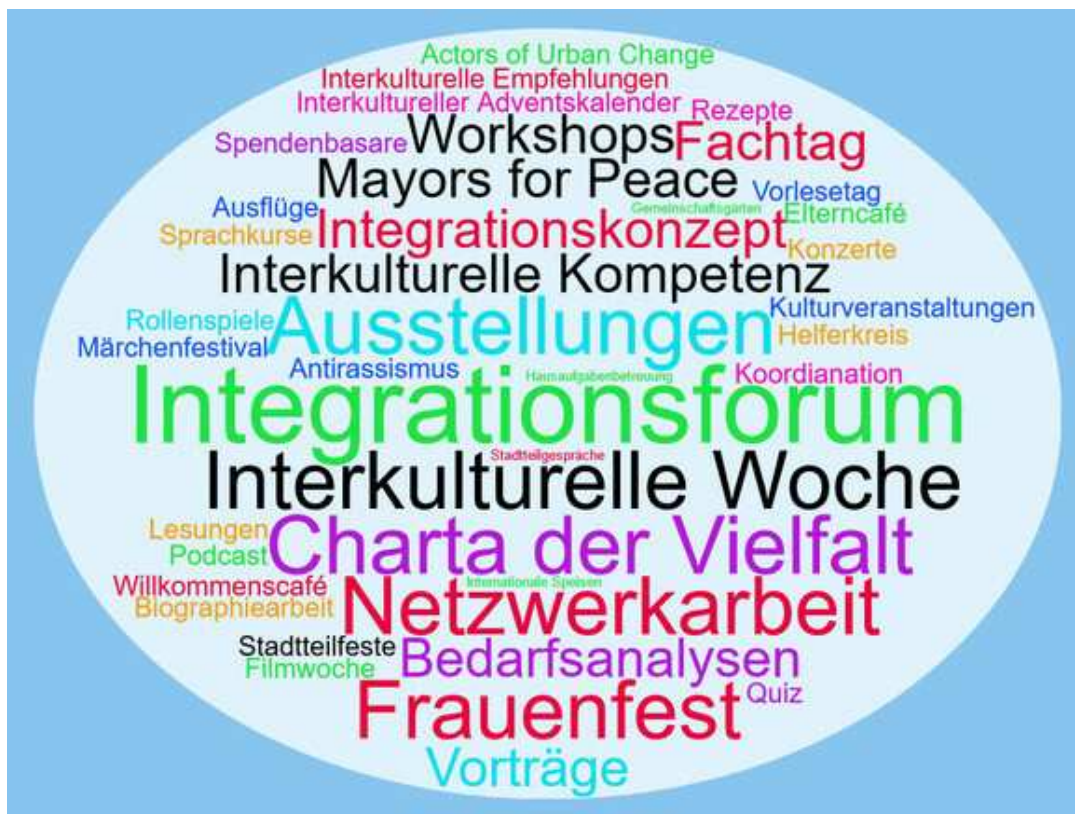 Actors of Urban Change
Interkulturelle Empfehlungen
Interkultureller Adventskalender
Rezepte
Spendenbasare
Workshops
Fachtag
Mayors for Peace
Vorlesetag
Ausflüge
Gemeinschaftsgärten
Elterncafé
Sprachkurse
Integrationskonzept
Konzerte
Interkulturelle Kompetenz
Rollenspiele
Ausstellungen
Kulturveranstaltungen
Helferkreis
Märchenfestival
Antirassismus
Hausaufgabenbetreuung
Koordianation
Integrationsforum
Stadtteilgespräche
Interkulturelle Woche
Lesungen
Podcast
Charta der Vielfalt
Willkommenscafé
Internationale Speisen
Biographiearbeit
Netzwerkarbeit
Stadtteilfeste
Filmwoche
Bedarfsanalysen
Frauenfest
Quiz
Vorträge